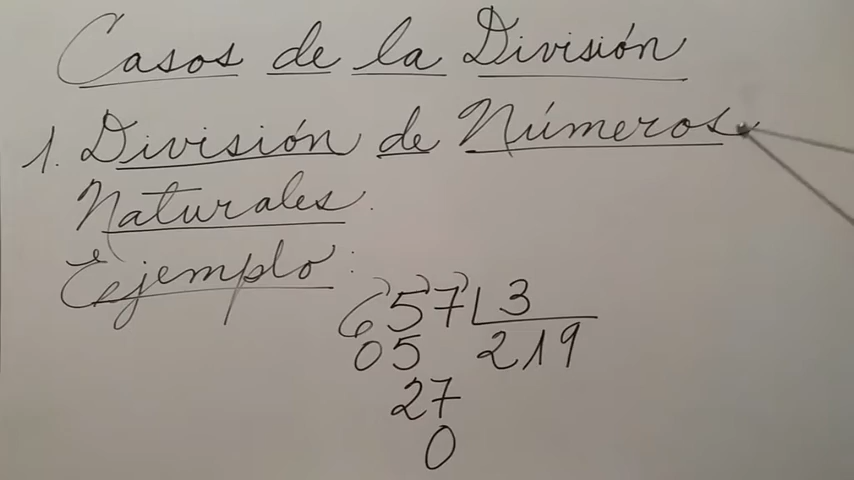 Casos de la División
1. División de Números
Naturales.
Ejemplo:
657 3
05 219
27
0